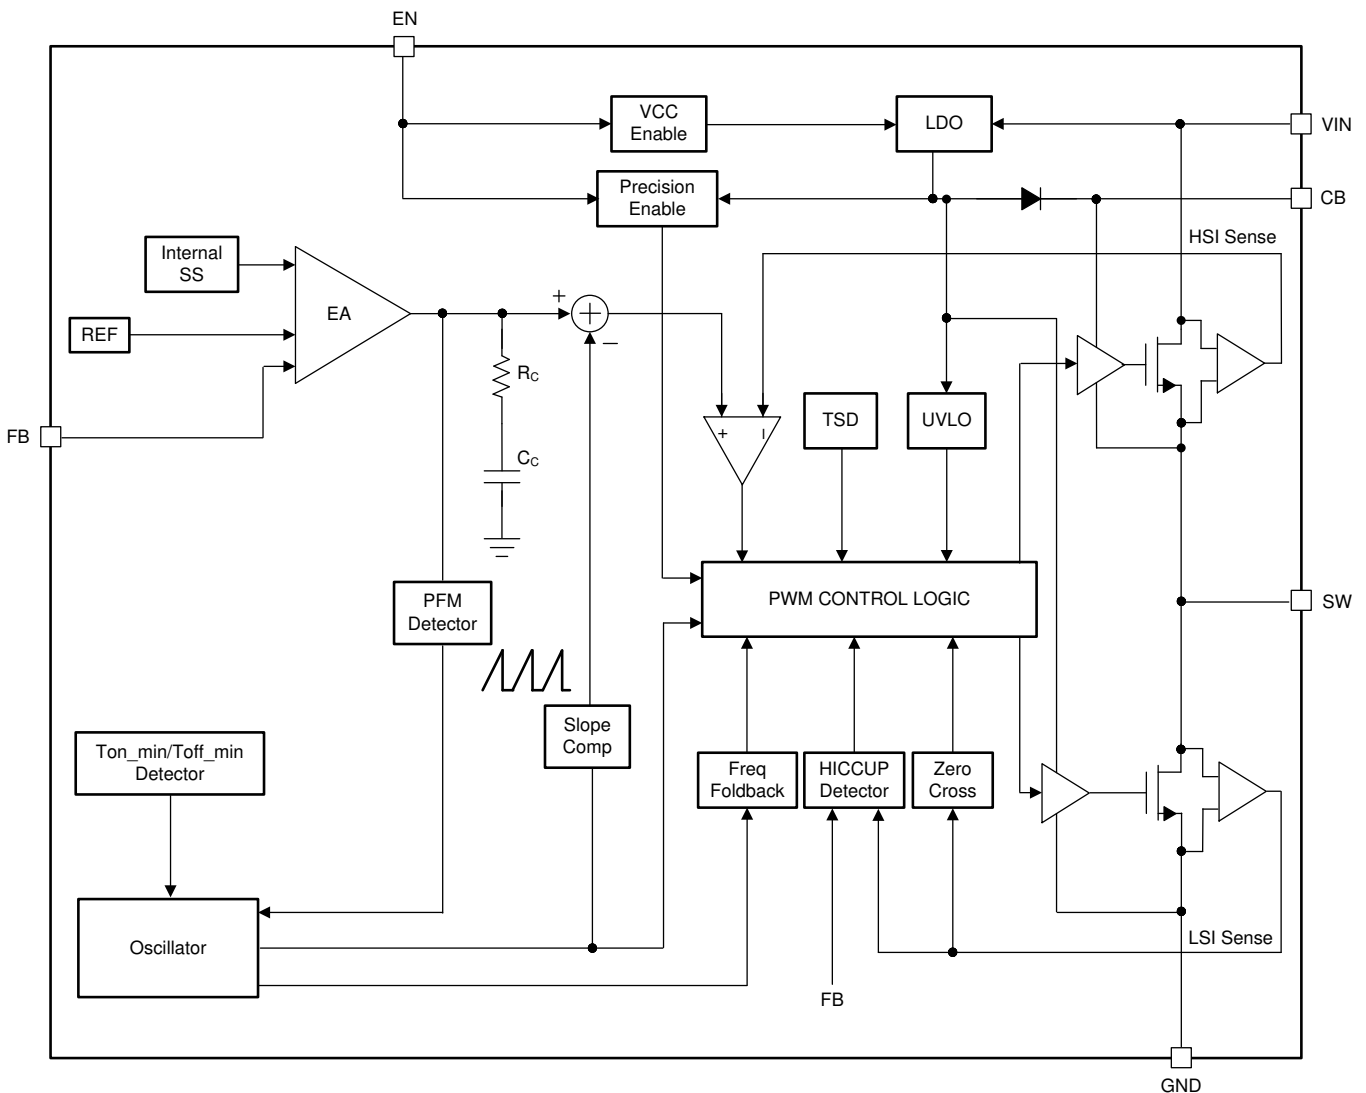 EN
VCC
Enable
LDO
VIN
Precision
Enable
CB
HSI Sense
Internal
SS
EA
+
+
−
REF
RC
FB
TSD
UVLO
+
−
CC
PWM CONTROL LOGIC
SW
PFM
Detector
Slope
Comp
Ton_min/Toff_min
Detector
Freq
Foldback
HICCUP
Detector
Zero
Cross
Oscillator
LSI Sense
FB
GND